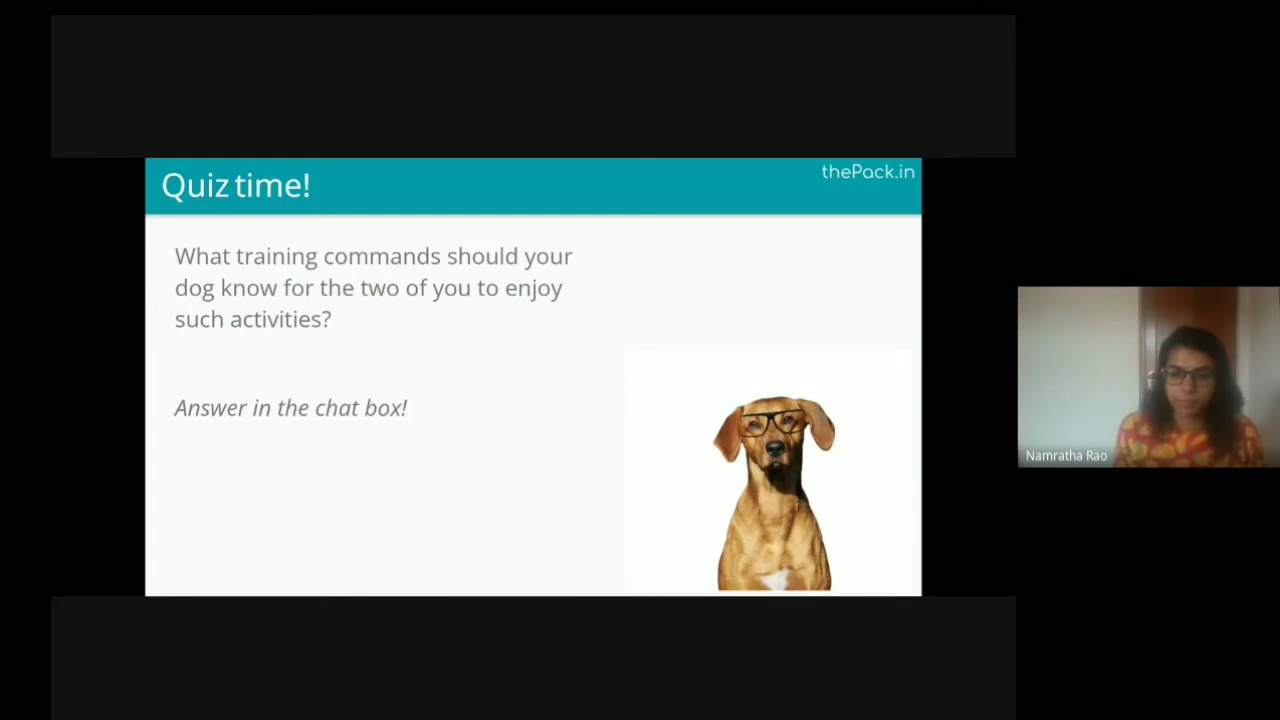 Quiz time!
thePack.in
What training commands should your
dog know for the two of you to enjoy
such activities?
Answer in the chat box!
Namratha Rao